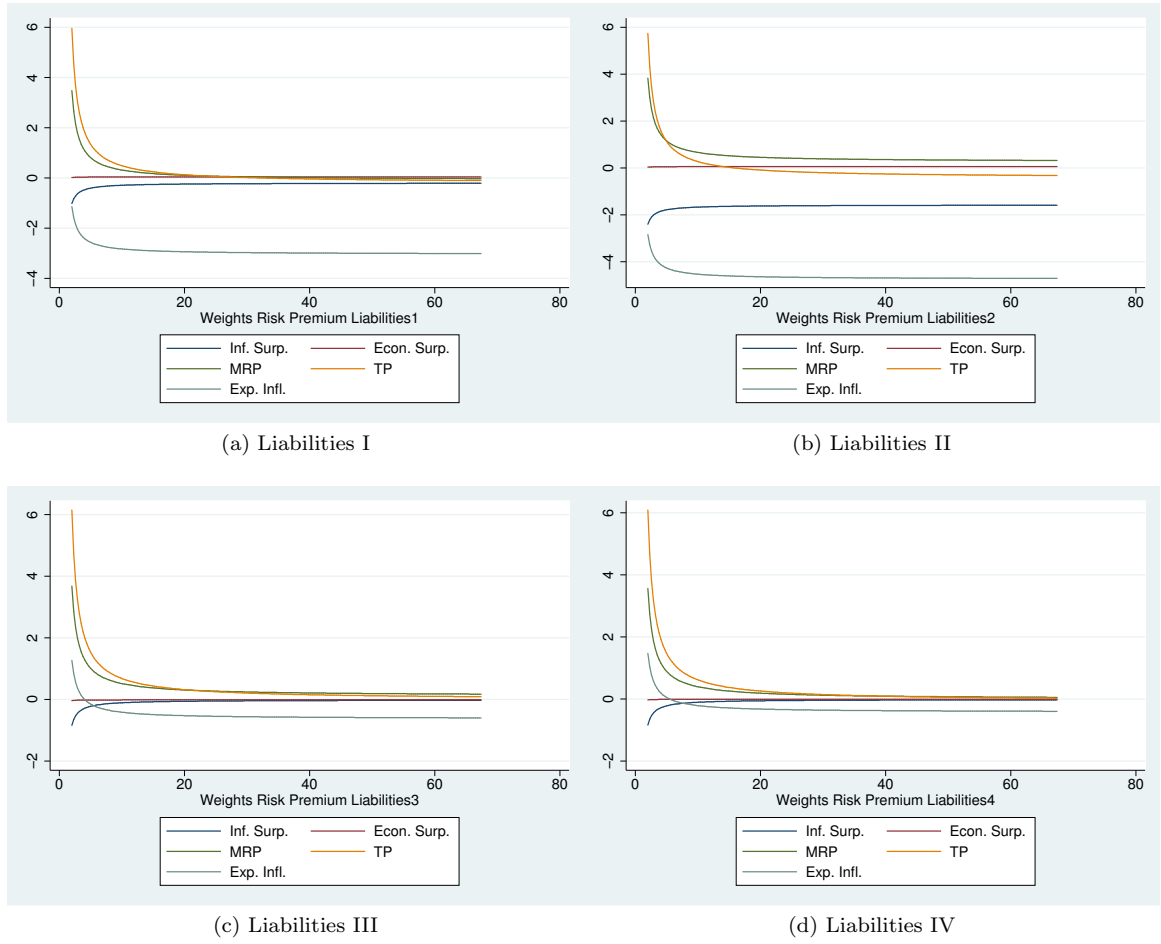 6
4
2
0
−2
−4
0 20 40 60 80
Weights Risk Premium Liabilities1
Inf. Surp. Econ. Surp.
MRP TP
Exp. Infl.
(a) Liabilities I
6
4
2
0
−2
−4
0 20 40 60 80
Weights Risk Premium Liabilities2
Inf. Surp. Econ. Surp.
MRP TP
Exp. Infl.
(b) Liabilities II
6
4
2
0
−2
0 20 40 60 80
Weights Risk Premium Liabilities3
Inf. Surp. Econ. Surp.
MRP TP
Exp. Infl.
(c) Liabilities III
6
4
2
0
−2
0 20 40 60 80
Weights Risk Premium Liabilities4
Inf. Surp. Econ. Surp.
MRP TP
Exp. Infl.
(d) Liabilities IV